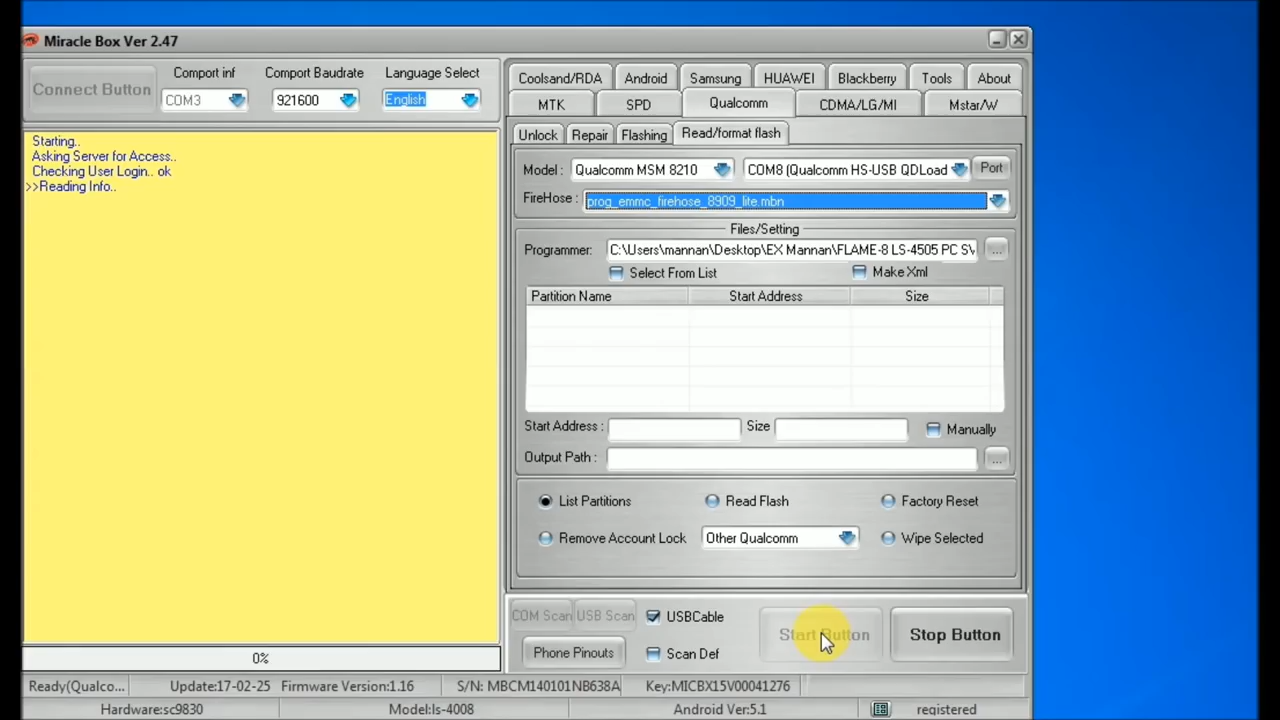 Miracle Box Ver 2.47
Connect Button
Comport inf
Comport Baudrate
Language Select
COM3
921600
English
Starting..
Asking Server for Access..
Checking User Login.. ok
>>Reading Info..
0%
Coolsand/RDA Android Samsung HUAWEI Blackberry Tools About
MTK SPD Qualcomm CDMA/LG/MI Mstar/W
Unlock Repair Flashing Read/format flash
Model : Qualcomm MSM 8210 COM8 (Qualcomm HS-USB QDLoad Port
FireHose : prog_emmc_firehose_8909_lite.mbn
Files/Setting
Programmer: C:\Users\mannan\Desktop\EX Mannan\FLAME-8 LS-4505 PC S\ ...
Select From List Make Xml
Partition Name Start Address Size
Start Address : Size Manually
Output Path : ...
List Partitions Read Flash Factory Reset
Remove Account Lock Other Qualcomm Wipe Selected
COM Scan USB Scan USBCable
Phone Pinouts Scan Def
Start Button Stop Button
Ready(Qualco... Update:17-02-25 Firmware Version:1.16 S/N: MBCM140101NB638A Key:MICBX15V00041276
Hardware:sc9830 Model:ls-4008 Android Ver:5.1 registered